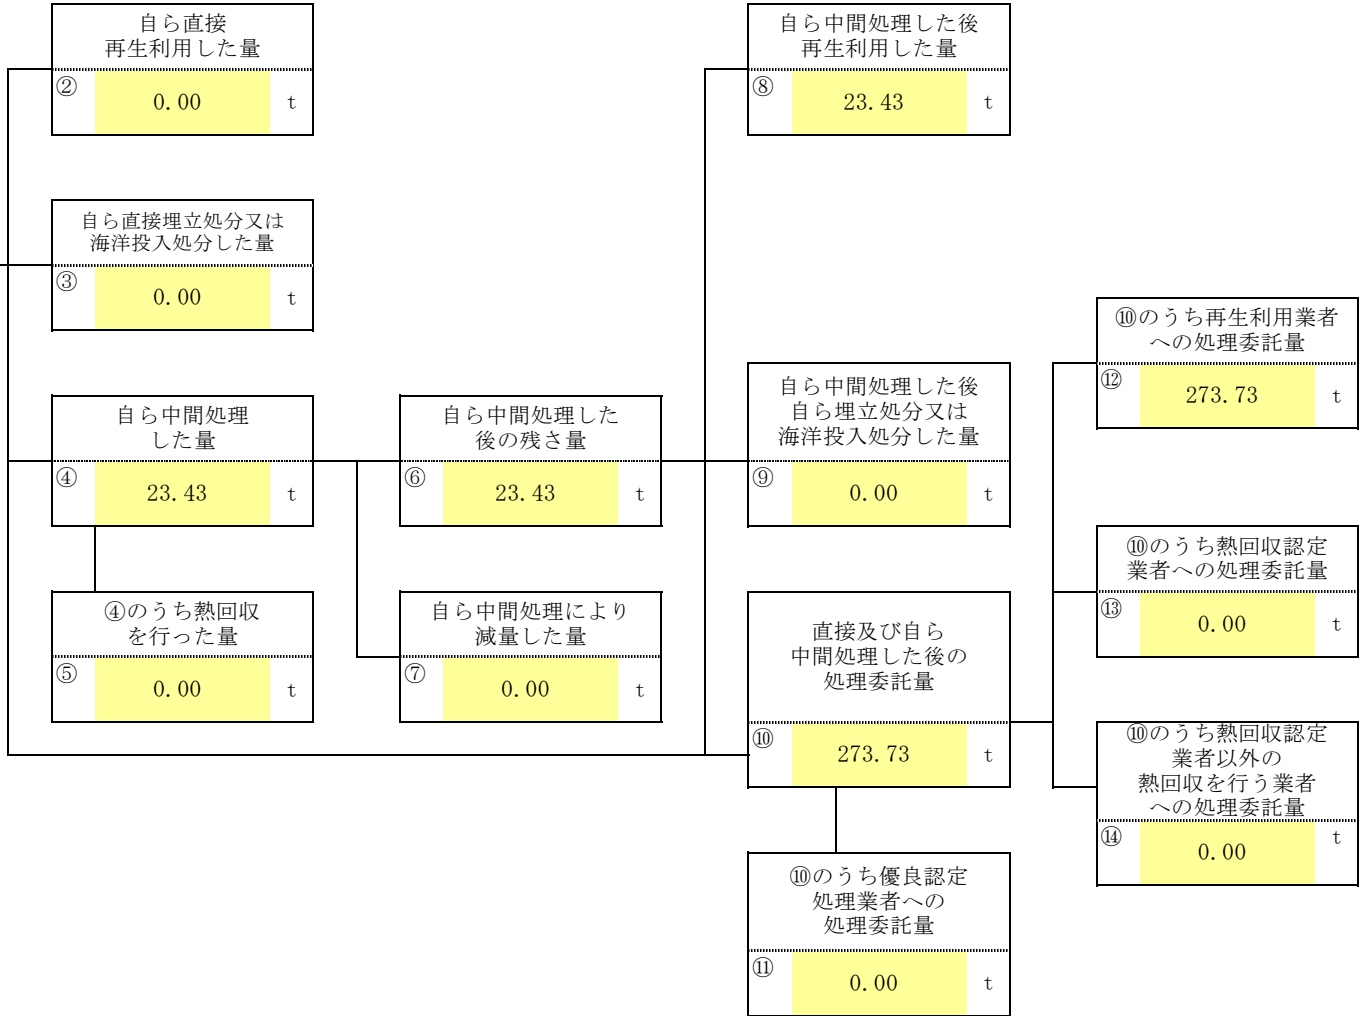 自ら直接
再生利用した量
② 0.00 t
自ら直接埋立処分又は
海洋投入処分した量
③ 0.00 t
自ら中間処理
した量
④ 23.43 t
④のうち熱回収
を行った量
⑤ 0.00 t
自ら中間処理した
後の残さ量
⑥ 23.43 t
自ら中間処理により
減量した量
⑦ 0.00 t
自ら中間処理した後
再生利用した量
⑧ 23.43 t
自ら中間処理した後
自ら埋立処分又は
海洋投入処分した量
⑨ 0.00 t
直接及び自ら
中間処理した後の
処理委託量
⑩ 273.73 t
⑩のうち優良認定
処理業者への
処理委託量
⑪ 0.00 t
⑩のうち再生利用業者
への処理委託量
⑫ 273.73 t
⑩のうち熱回収認定
業者への処理委託量
⑬ 0.00 t
⑩のうち熱回収認定
業者以外の
熱回収を行う業者
への処理委託量
⑭ 0.00 t